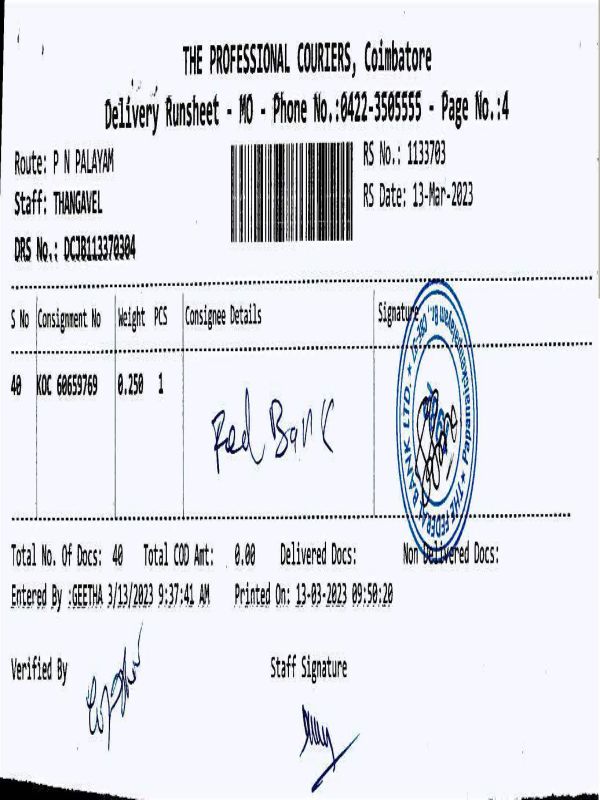 THE PROFESSIONAL COURIERS, Coimbatore
Delivery Runsheet - MO - Phone No.:0422-3505555 - Page No.:4
Route: P N PALAYAM
RS No.: 1133703
Staff: THANGAVEL
RS Date: 13-Mar-2023
DRS No.: DCJB113370304
S No Consignment No Weight PCS Consignee Details Signature
40 KOC 60659769 0.250 1
Fed Bank
THE FEDERAL BANK LTD.
Total No. Of Docs: 40 Total COD Amt: 0.00 Delivered Docs: Non Delivered Docs:
Entered By :GEETHA 3/13/2023 9:37:41 AM Printed On: 13-03-2023 09:50:20
Verified By Staff Signature